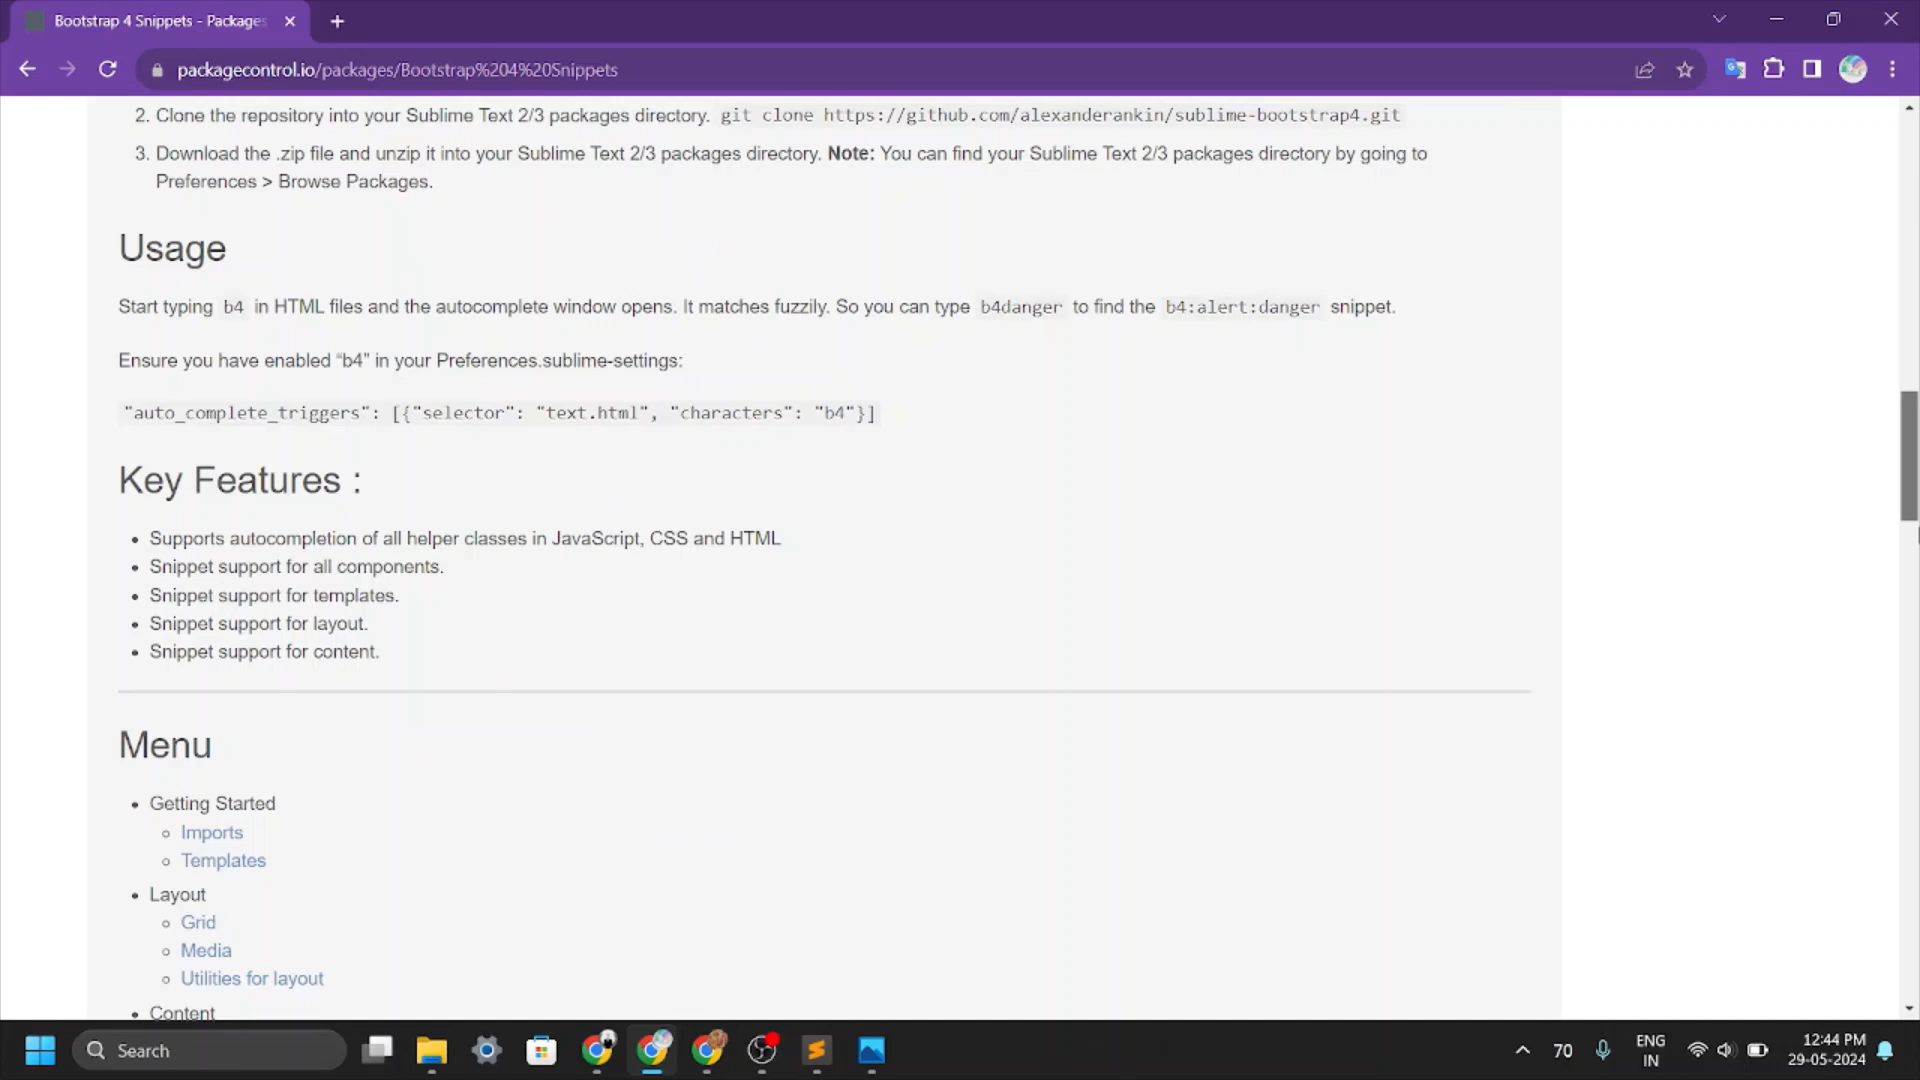 Bootstrap 4 Snippets - Packages
packagecontrol.io/packages/Bootstrap%204%20Snippets
2. Clone the repository into your Sublime Text 2/3 packages directory. git clone https://github.com/alexanderankin/sublime-bootstrap4.git
3. Download the .zip file and unzip it into your Sublime Text 2/3 packages directory. Note: You can find your Sublime Text 2/3 packages directory by going to
Preferences > Browse Packages.
Usage
Start typing b4 in HTML files and the autocomplete window opens. It matches fuzzily. So you can type b4danger to find the b4:alert:danger snippet.
Ensure you have enabled “b4” in your Preferences.sublime-settings:
"auto_complete_triggers": [{"selector": "text.html", "characters": "b4"}]
Key Features :
• Supports autocompletion of all helper classes in JavaScript, CSS and HTML
• Snippet support for all components.
• Snippet support for templates.
• Snippet support for layout.
• Snippet support for content.
Menu
• Getting Started
○ Imports
○ Templates
• Layout
○ Grid
○ Media
○ Utilities for layout
• Content
Search
70
ENG
IN
12:44 PM
29-05-2024